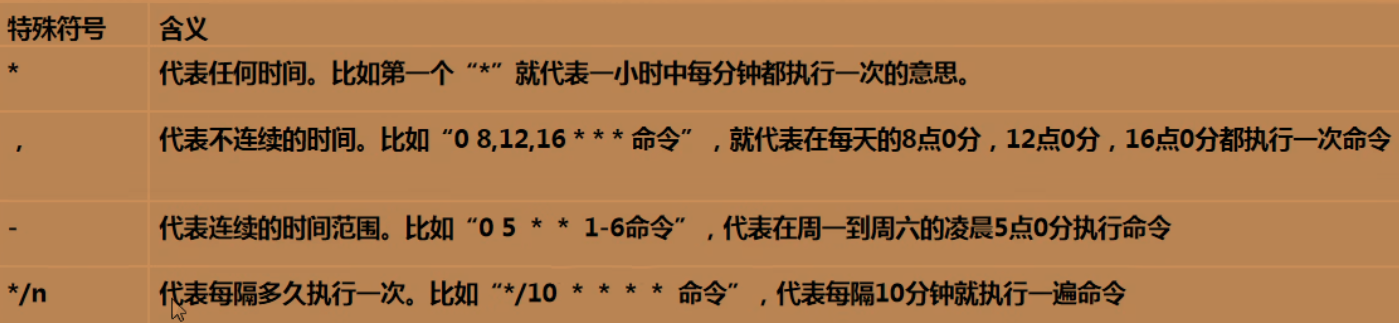 特殊符号 含义
* 代表任何时间。比如第一个“*”就代表一小时中每分钟都执行一次的意思。
, 代表不连续的时间。比如“0 8,12,16 * * * 命令”，就代表在每天的8点0分，12点0分，16点0分都执行一次命令
- 代表连续的时间范围。比如“0 5 * * 1-6命令”，代表在周一到周六的凌晨5点0分执行命令
*/n 代表每隔多久执行一次。比如“*/10 * * * * 命令”，代表每隔10分钟就执行一遍命令